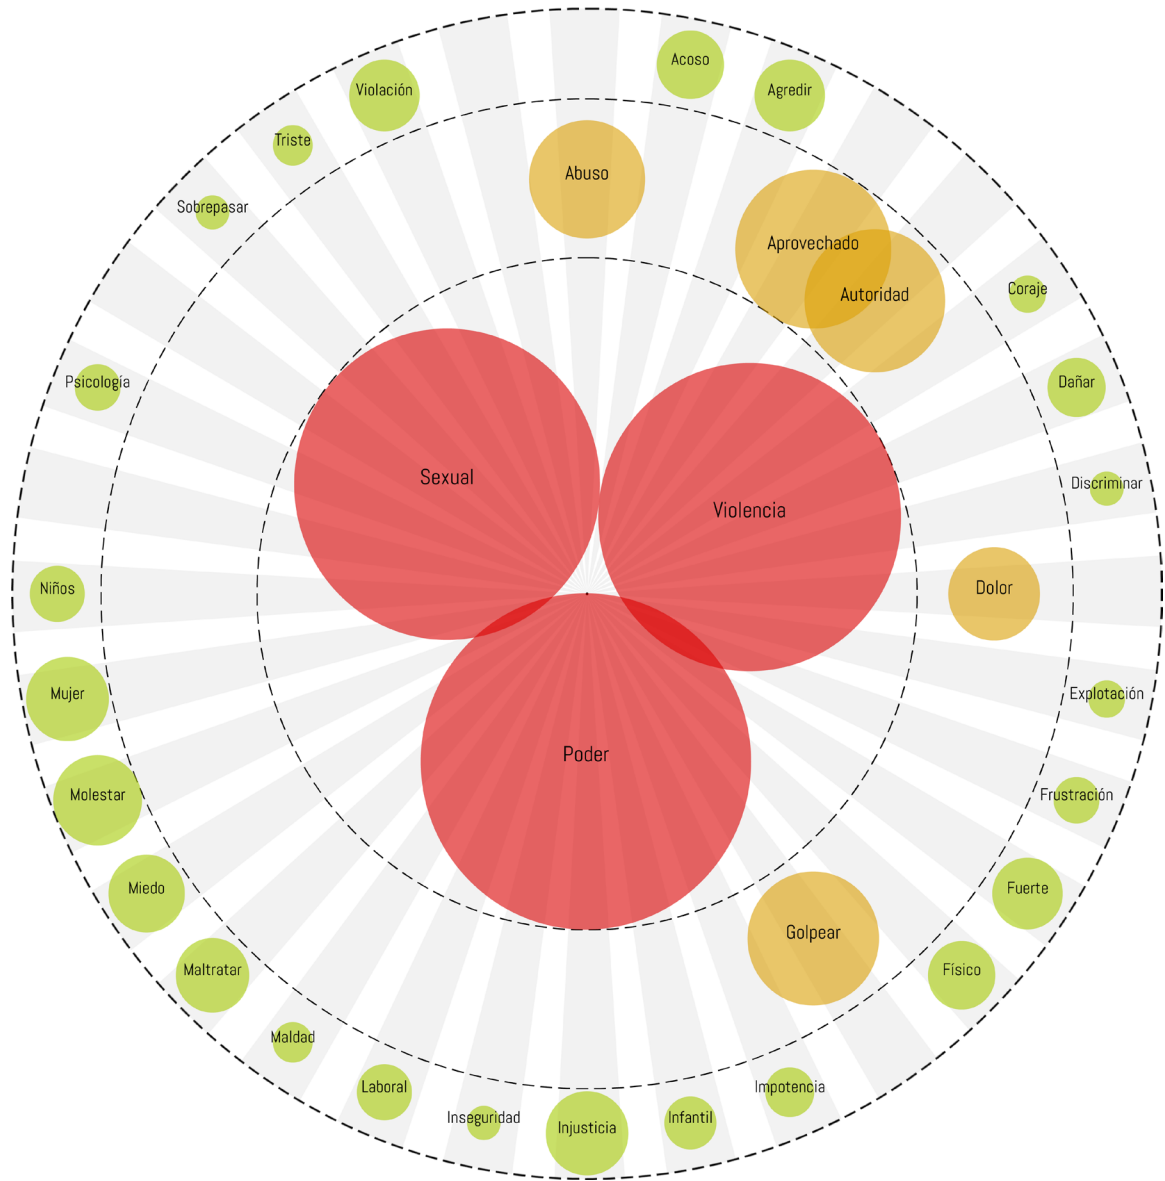 Acoso
Violación
Agredir
Triste
Abuso
Sobrepasar
Aprovechado
Coraje
Autoridad
Psicología
Dañar
Sexual
Discriminar
Violencia
Niños
Dolor
Mujer
Explotación
Poder
Molestar
Frustración
Miedo
Fuerte
Golpear
Maltratar
Físico
Maldad
Laboral
Impotencia
Inseguridad
Infantil
Injusticia